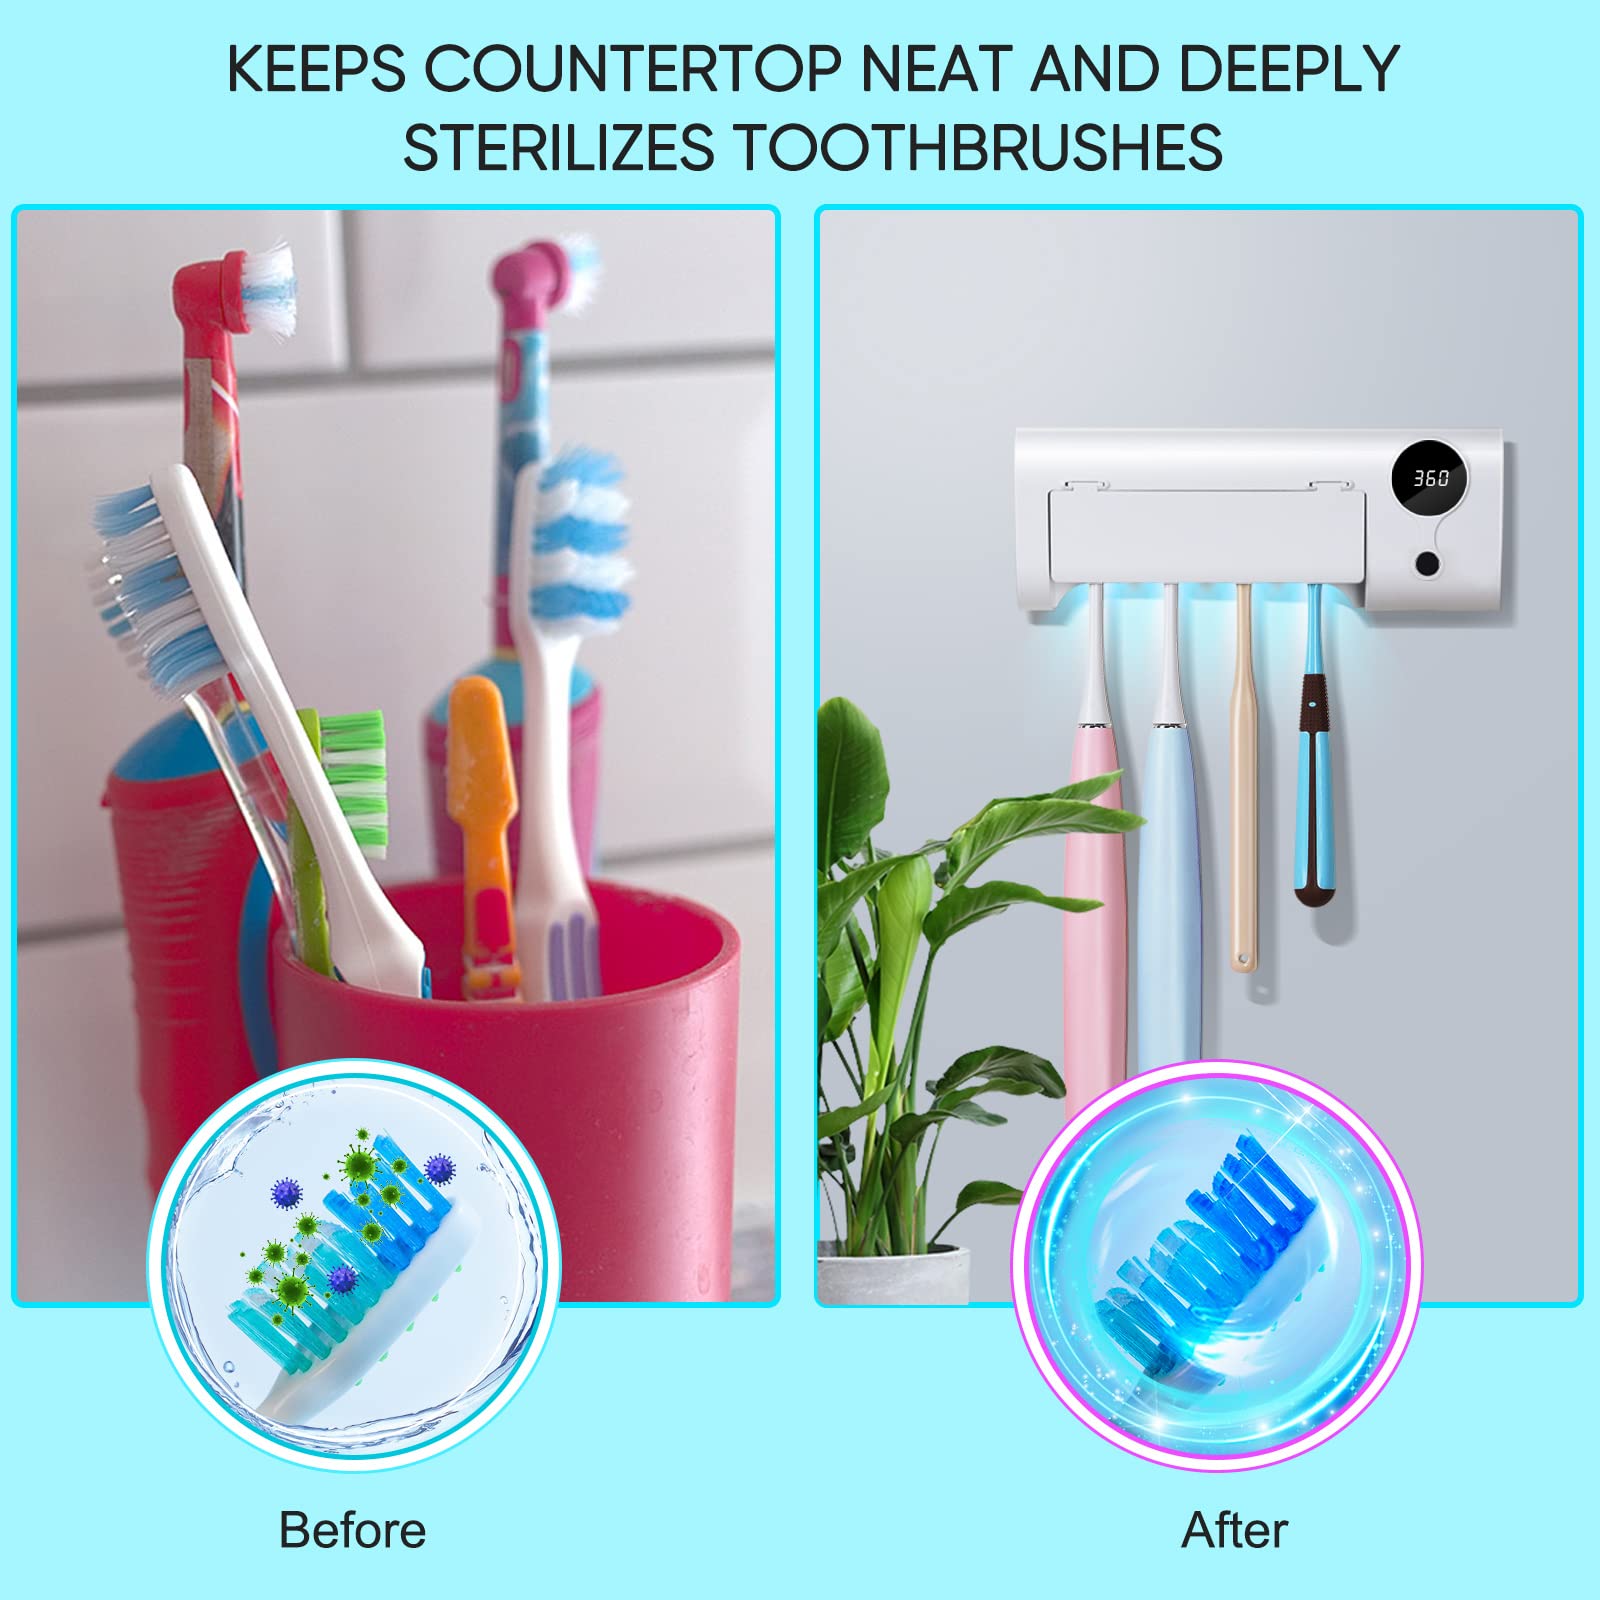 KEEPS COUNTERTOP NEAT AND DEEPLY
STERILIZES TOOTHBRUSHES
360
Before
After